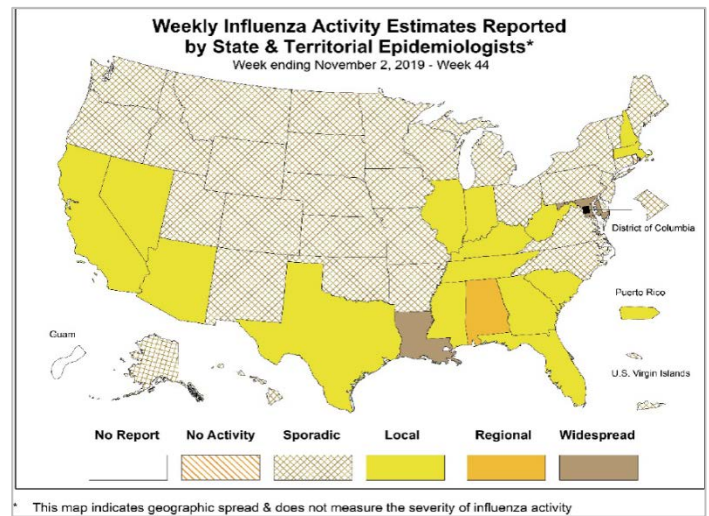 Weekly Influenza Activity Estimates Reported
by State & Territorial Epidemiologists*
Week ending November 2, 2019 - Week 44
District of Columbia
Puerto Rico
Guam
U.S. Virgin Islands
No Report No Activity Sporadic Local Regional Widespread
* This map indicates geographic spread & does not measure the severity of influenza activity